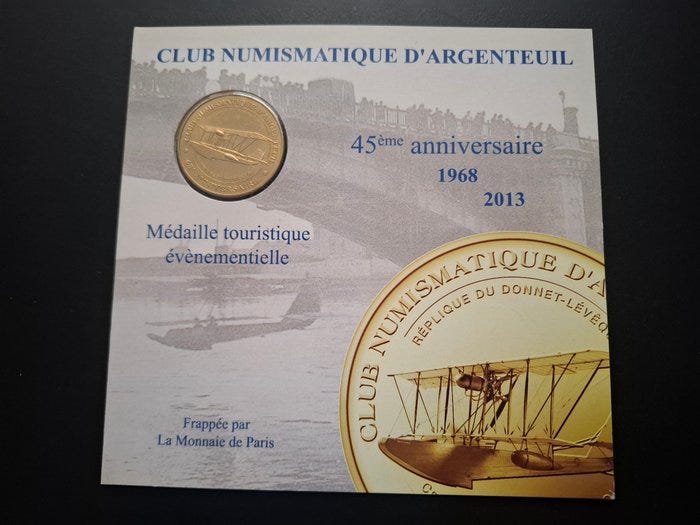 CLUB NUMISMATIQUE D'ARGENTEUIL
45ème anniversaire
1968
2013
Médaille touristique
évènementielle
CLUB NUMISMATIQUE D'A
RÉPLIQUE DU DONNET-LÉVÊQ
Frappée par
La Monnaie de Paris